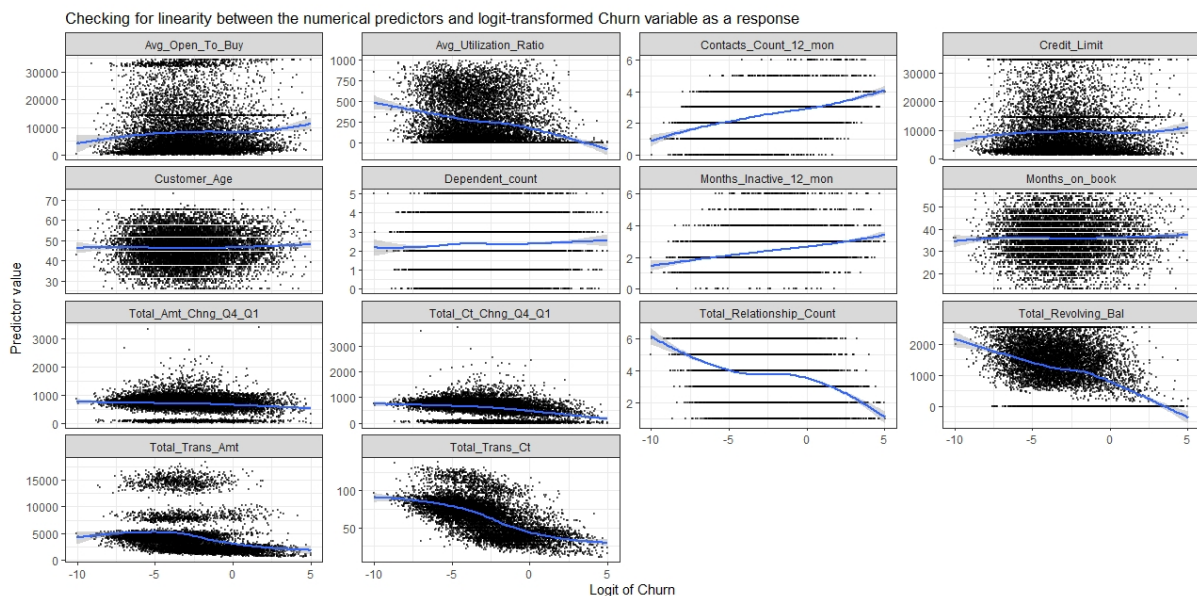 Checking for linearity between the numerical predictors and logit-transformed Churn variable as a response
Avg_Open_To_Buy
Avg_Utilization_Ratio
Contacts_Count_12_mon
Credit_Limit
30000
20000
10000
0
1000
750
500
250
0
6
4
2
0
30000
20000
10000
0
Customer_Age
Dependent_count
Months_Inactive_12_mon
Months_on_book
70
60
50
40
30
5
4
3
2
1
0
6
4
2
0
50
40
30
20
Total_Amt_Chng_Q4_Q1
Total_Ct_Chng_Q4_Q1
Total_Relationship_Count
Total_Revolving_Bal
3000
2000
1000
0
3000
2000
1000
0
6
4
2
2000
1000
0
-10 -5 0 5
-10 -5 0 5
Total_Trans_Amt
Total_Trans_Ct
15000
10000
5000
0
100
50
-10 -5 0 5
-10 -5 0 5
Predictor value
Logit of Churn